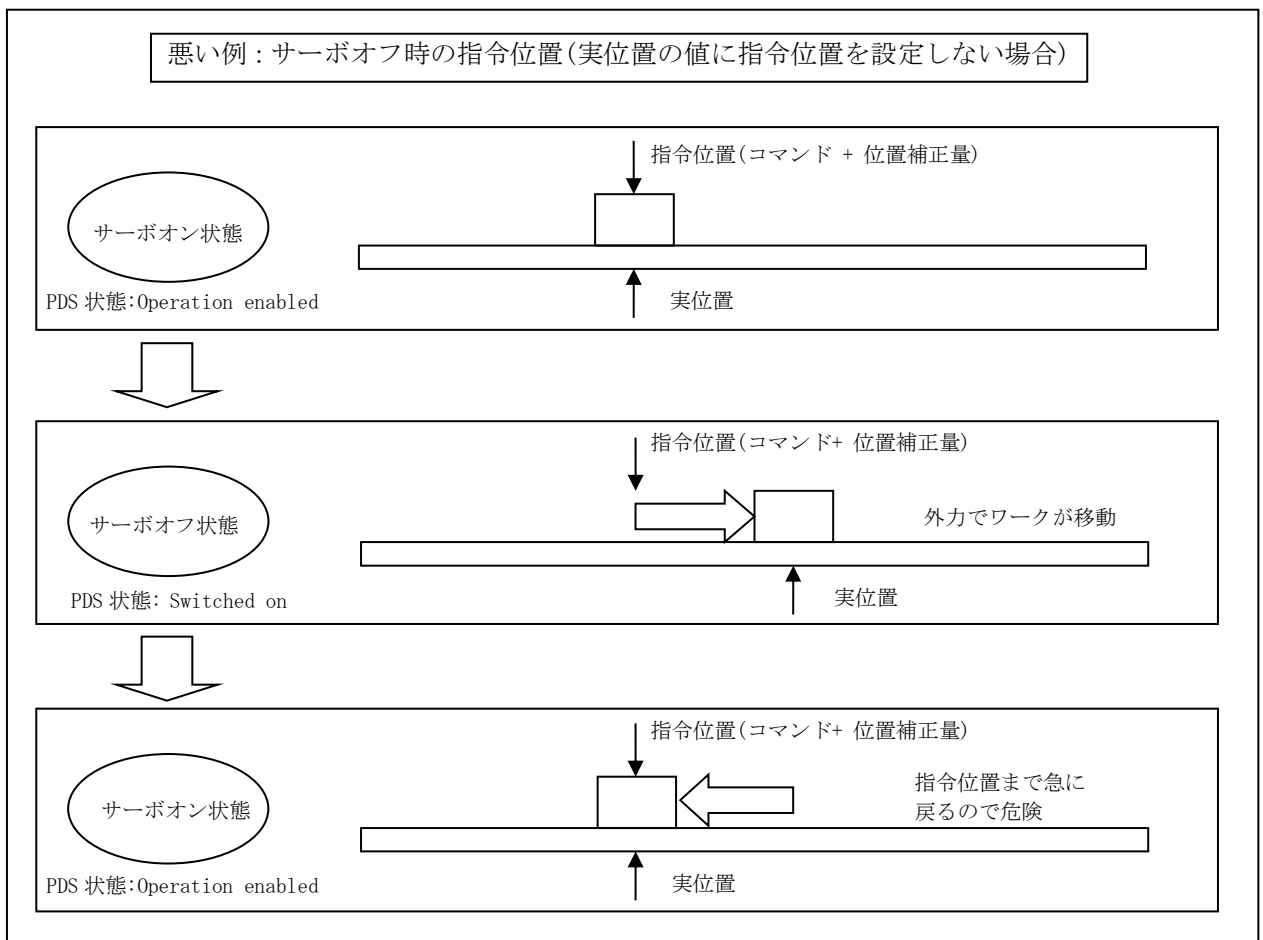 悪い例：サーボオフ時の指令位置(実位置の値に指令位置を設定しない場合)
指令位置(コマンド + 位置補正量)
サーボオン状態
PDS 状態:Operation enabled
実位置
指令位置(コマンド+ 位置補正量)
サーボオフ状態
外力でワークが移動
PDS 状態: Switched on
実位置
指令位置(コマンド+ 位置補正量)
サーボオン状態
指令位置まで急に
戻るので危険
PDS 状態:Operation enabled
実位置